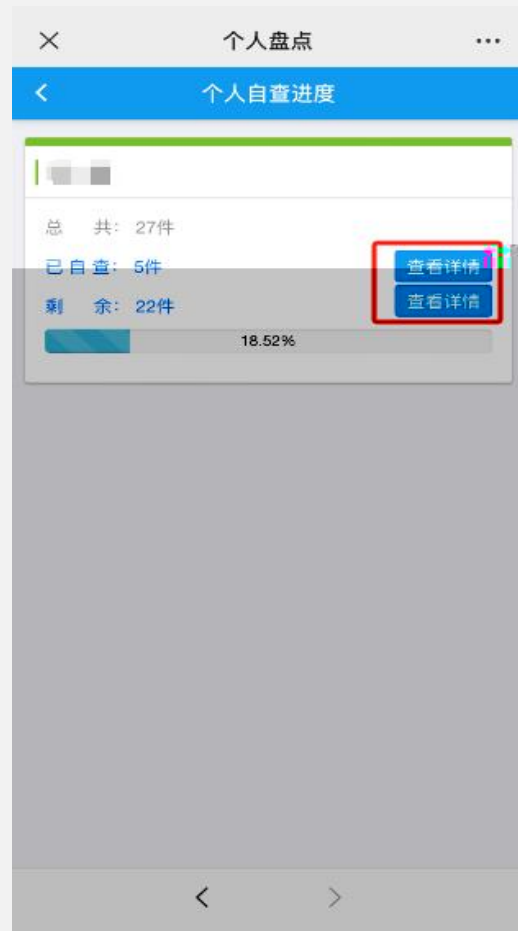 个人盘点
个人自查进度
总 共: 27件
已自查: 5件 查看详情
剩 余: 22件 查看详情
18.52%